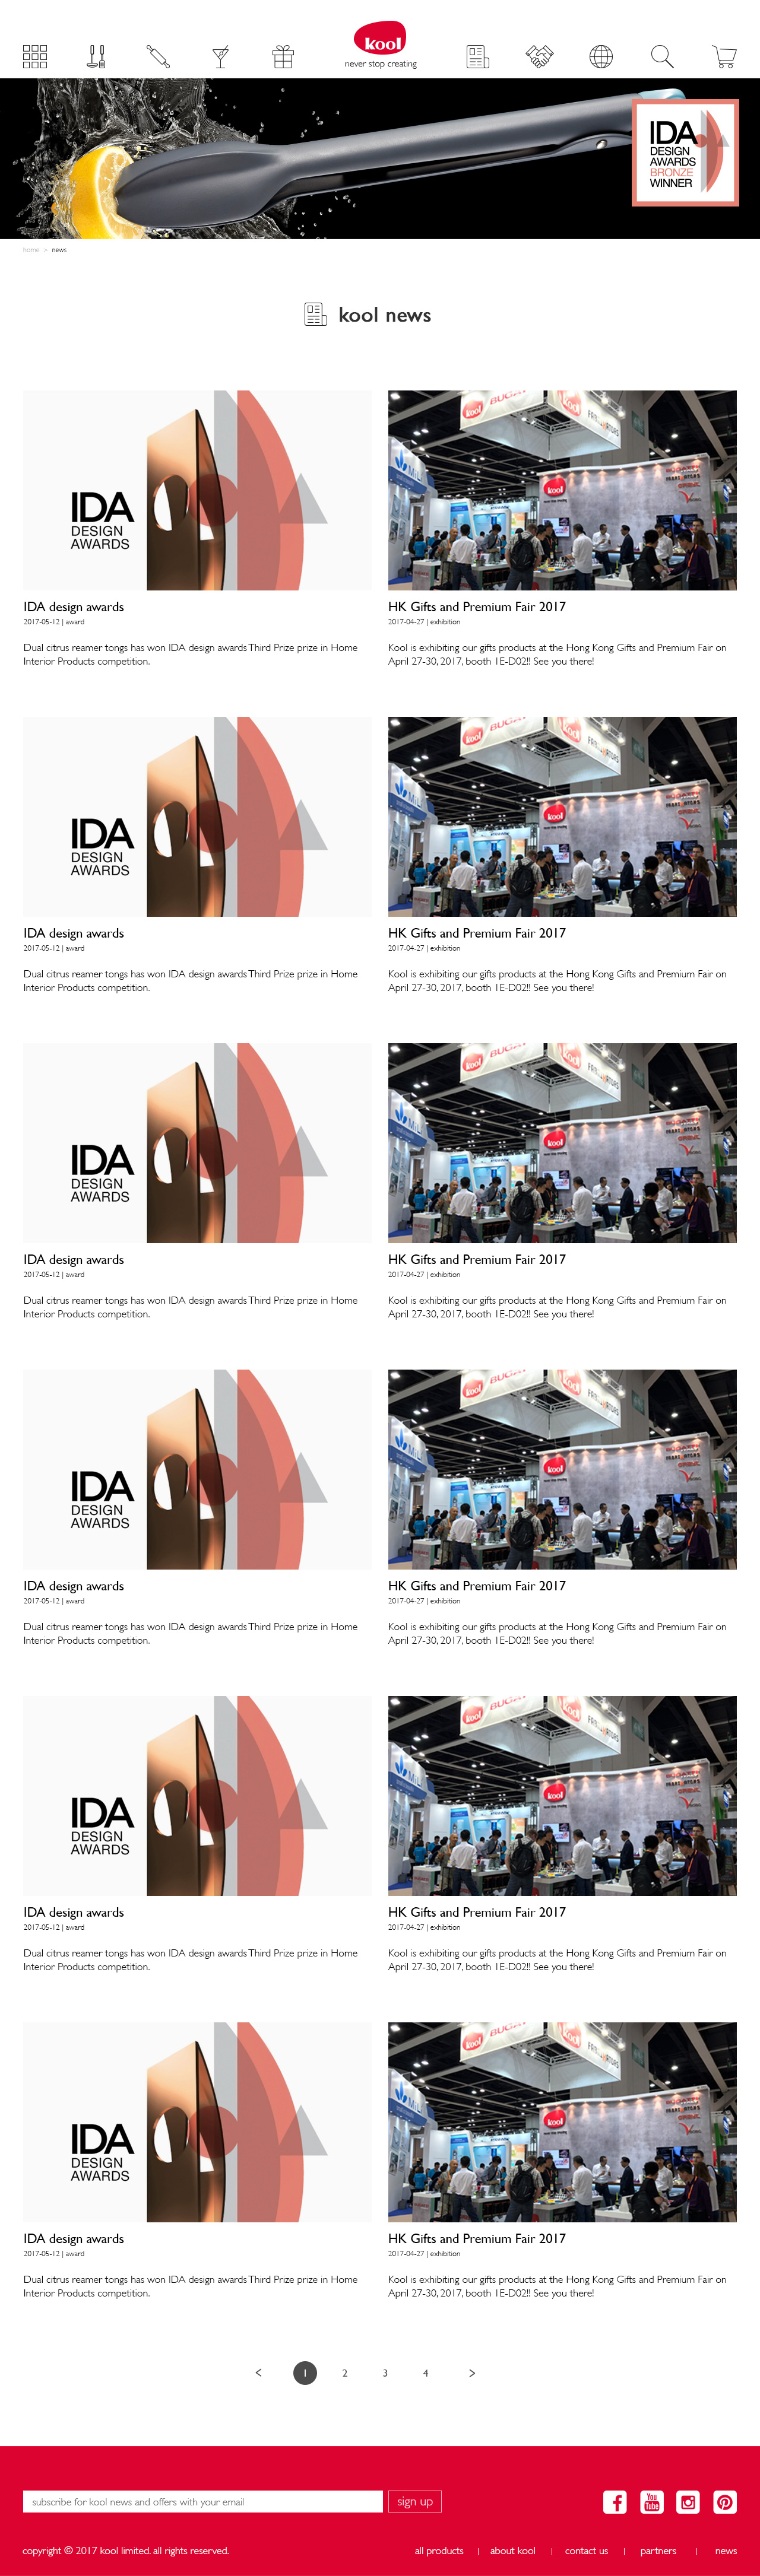 kool
never stop creating
IDA
DESIGN
AWARDS
BRONZE
WINNER
home > news
kool news
IDA
DESIGN
AWARDS
kool
IDA design awards
2017-05-12 | award
Dual citrus reamer tongs has won IDA design awards Third Prize prize in Home
Interior Products competition.
HK Gifts and Premium Fair 2017
2017-04-27 | exhibition
Kool is exhibiting our gifts products at the Hong Kong Gifts and Premium Fair on
April 27-30, 2017, booth 1E-D02!! See you there!
IDA
DESIGN
AWARDS
kool
IDA design awards
2017-05-12 | award
Dual citrus reamer tongs has won IDA design awards Third Prize prize in Home
Interior Products competition.
HK Gifts and Premium Fair 2017
2017-04-27 | exhibition
Kool is exhibiting our gifts products at the Hong Kong Gifts and Premium Fair on
April 27-30, 2017, booth 1E-D02!! See you there!
IDA
DESIGN
AWARDS
kool
IDA design awards
2017-05-12 | award
Dual citrus reamer tongs has won IDA design awards Third Prize prize in Home
Interior Products competition.
HK Gifts and Premium Fair 2017
2017-04-27 | exhibition
Kool is exhibiting our gifts products at the Hong Kong Gifts and Premium Fair on
April 27-30, 2017, booth 1E-D02!! See you there!
IDA
DESIGN
AWARDS
kool
IDA design awards
2017-05-12 | award
Dual citrus reamer tongs has won IDA design awards Third Prize prize in Home
Interior Products competition.
HK Gifts and Premium Fair 2017
2017-04-27 | exhibition
Kool is exhibiting our gifts products at the Hong Kong Gifts and Premium Fair on
April 27-30, 2017, booth 1E-D02!! See you there!
IDA
DESIGN
AWARDS
kool
IDA design awards
2017-05-12 | award
Dual citrus reamer tongs has won IDA design awards Third Prize prize in Home
Interior Products competition.
HK Gifts and Premium Fair 2017
2017-04-27 | exhibition
Kool is exhibiting our gifts products at the Hong Kong Gifts and Premium Fair on
April 27-30, 2017, booth 1E-D02!! See you there!
IDA
DESIGN
AWARDS
kool
IDA design awards
2017-05-12 | award
Dual citrus reamer tongs has won IDA design awards Third Prize prize in Home
Interior Products competition.
HK Gifts and Premium Fair 2017
2017-04-27 | exhibition
Kool is exhibiting our gifts products at the Hong Kong Gifts and Premium Fair on
April 27-30, 2017, booth 1E-D02!! See you there!
< 1 2 3 4 >
subscribe for kool news and offers with your email
sign up
You
Tube
copyright © 2017 kool limited. all rights reserved.
all products | about kool | contact us | partners | news